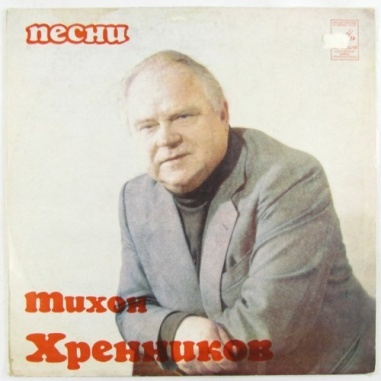 песни
тихон
Хренников